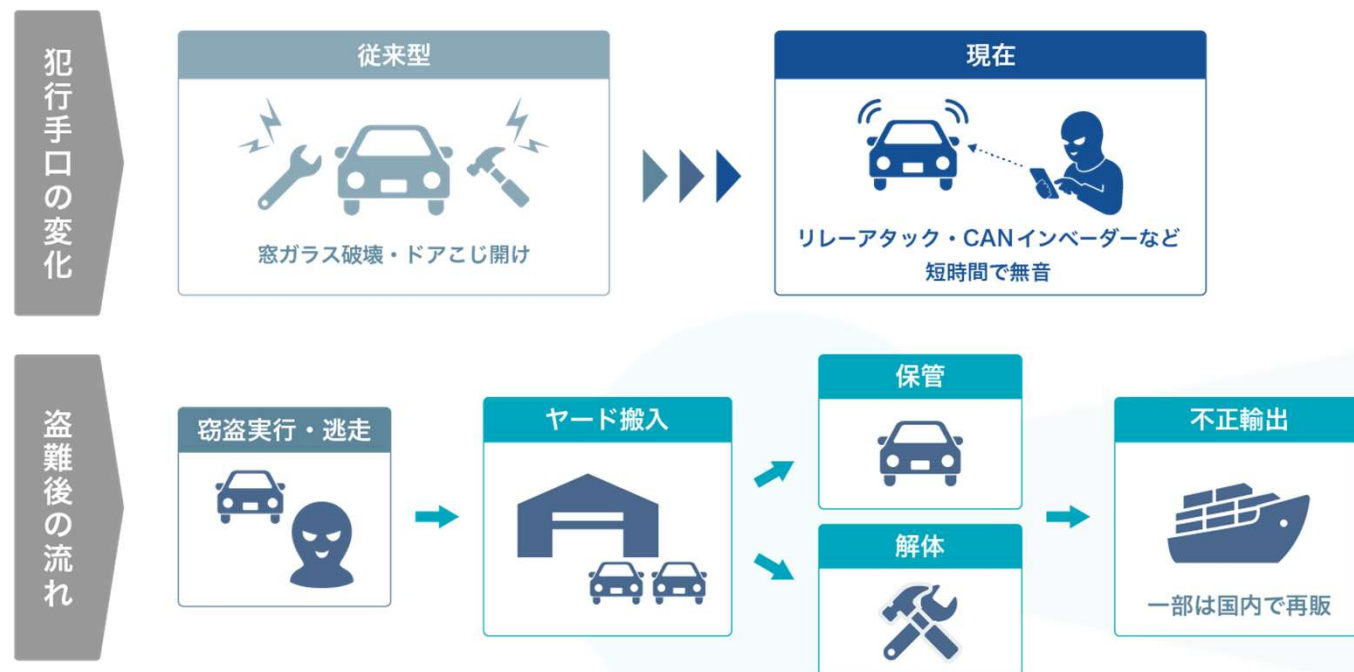 犯行手口の変化
従来型
窓ガラス破壊・ドアこじ開け
現在
リレーアタック・CANインベーダーなど
短時間で無音
盗難後の流れ
窃盗実行・逃走
ヤード搬入
保管
解体
不正輸出
一部は国内で再販